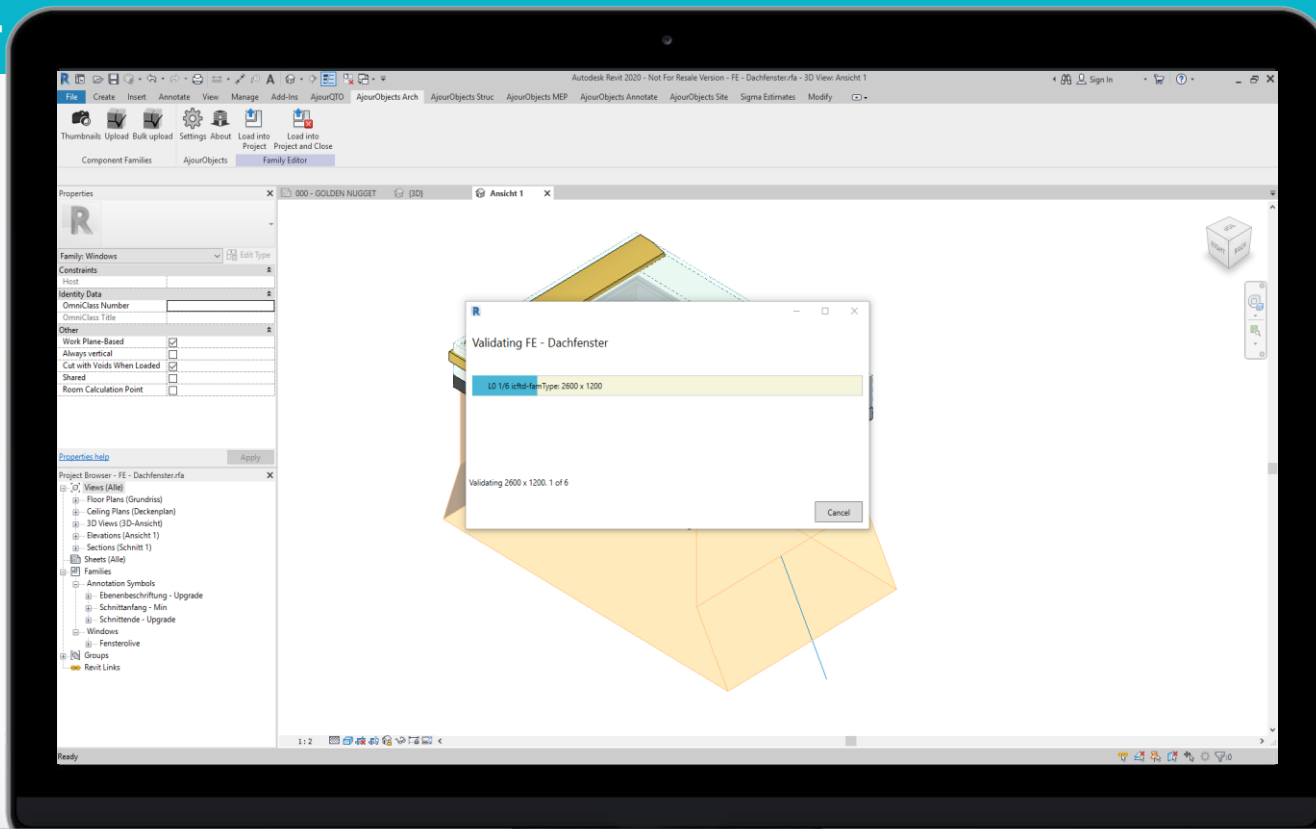 Autodesk Revit 2020 - Not For Resale Version - FE - Dachfenster.rfa - 3D View: Ansicht 1
Sign In
File Create Insert Annotate View Manage Add-Ins AjourQTO AjourObjects Arch AjourObjects Struc AjourObjects MEP AjourObjects Annotate AjourObjects Site Sigma Estimates Modify
Thumbnails Upload Bulk upload Settings About Load into Project Load into Project and Close
Component Families AjourObjects Family Editor
Properties
000 - GOLDEN NUGGET {3D} Ansicht 1
Family: Windows Edit Type
Constraints
Host
Identity Data
OmniClass Number
OmniClass Title
Other
Work Plane-Based
Always vertical
Cut with Voids When Loaded
Shared
Room Calculation Point
Properties help Apply
RIGHT BACK
Validating FE - Dachfenster
L0 1/6 icftd-famType: 2600 x 1200
Validating 2600 x 1200. 1 of 6
Cancel
Project Browser - FE - Dachfenster.rfa
Views (Alle)
Floor Plans (Grundriss)
Ceiling Plans (Deckenplan)
3D Views (3D-Ansicht)
Elevations (Ansicht 1)
Sections (Schnitt 1)
Sheets (Alle)
Families
Annotation Symbols
Ebenenbeschriftung - Upgrade
Schnittanfang - Min
Schnittende - Upgrade
Windows
Fensterolive
Groups
Revit Links
1 : 2
Ready
:0